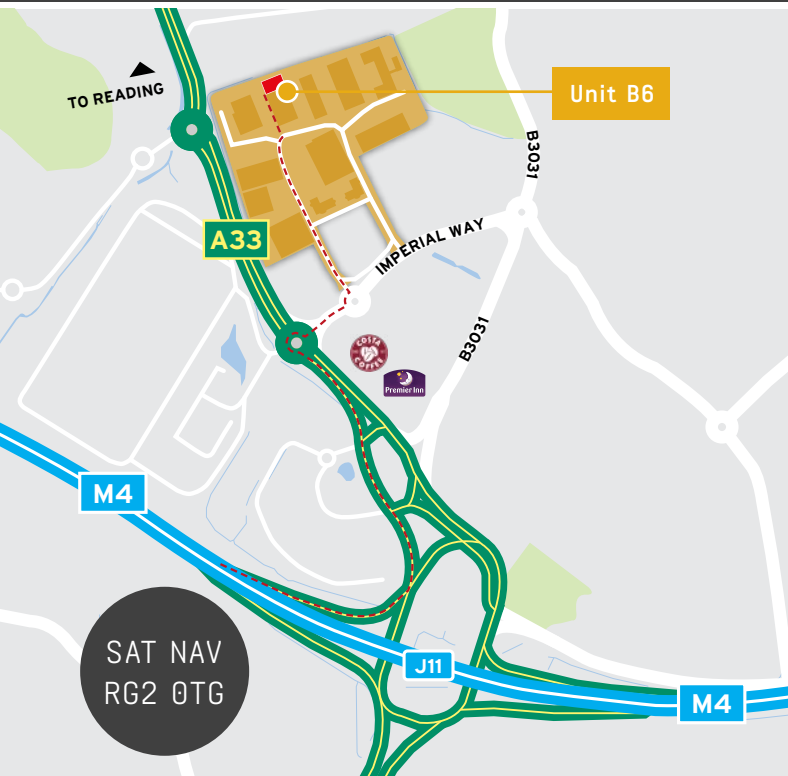 TO READING
Unit B6
B3031
A33
IMPERIAL WAY
B3031
COSTA
COFFEE
Premier Inn
M4
SAT NAV
RG2 0TG
J11
M4